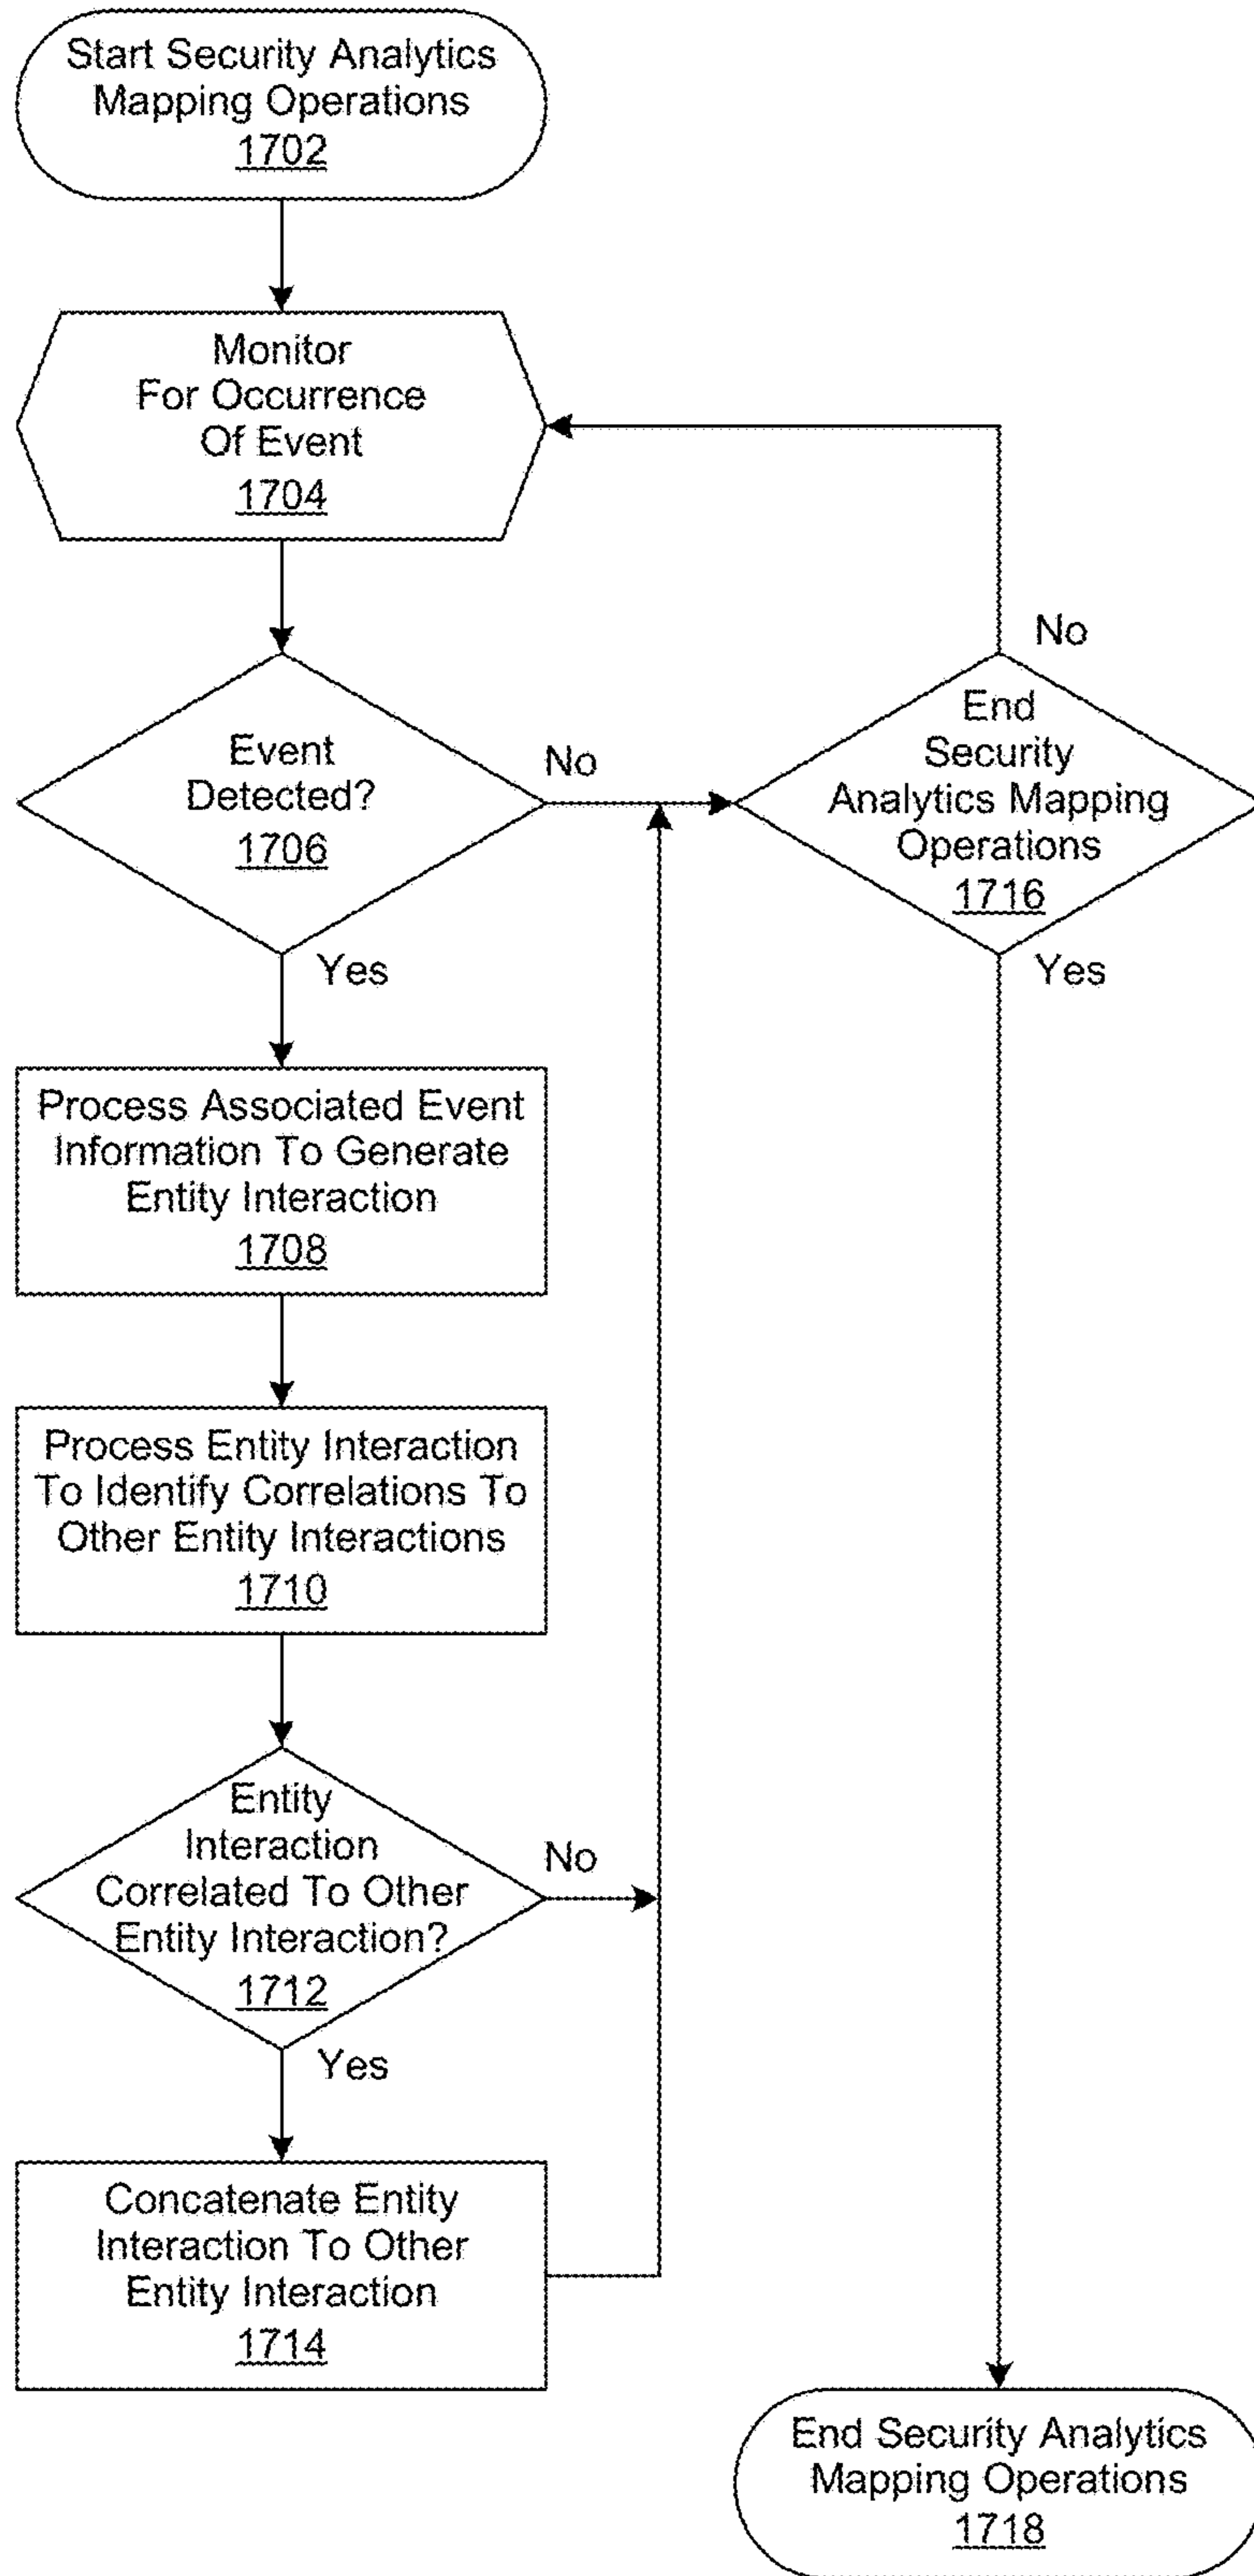 Start Security Analytics
Mapping Operations
1702
Monitor
For Occurrence
Of Event
1704
Event
Detected?
1706
No
Yes
End
Security
Analytics Mapping
Operations
1716
No
Yes
Process Associated Event
Information To Generate
Entity Interaction
1708
Process Entity Interaction
To Identify Correlations To
Other Entity Interactions
1710
Entity
Interaction
Correlated To Other
Entity Interaction?
1712
No
Yes
Concatenate Entity
Interaction To Other
Entity Interaction
1714
End Security Analytics
Mapping Operations
1718